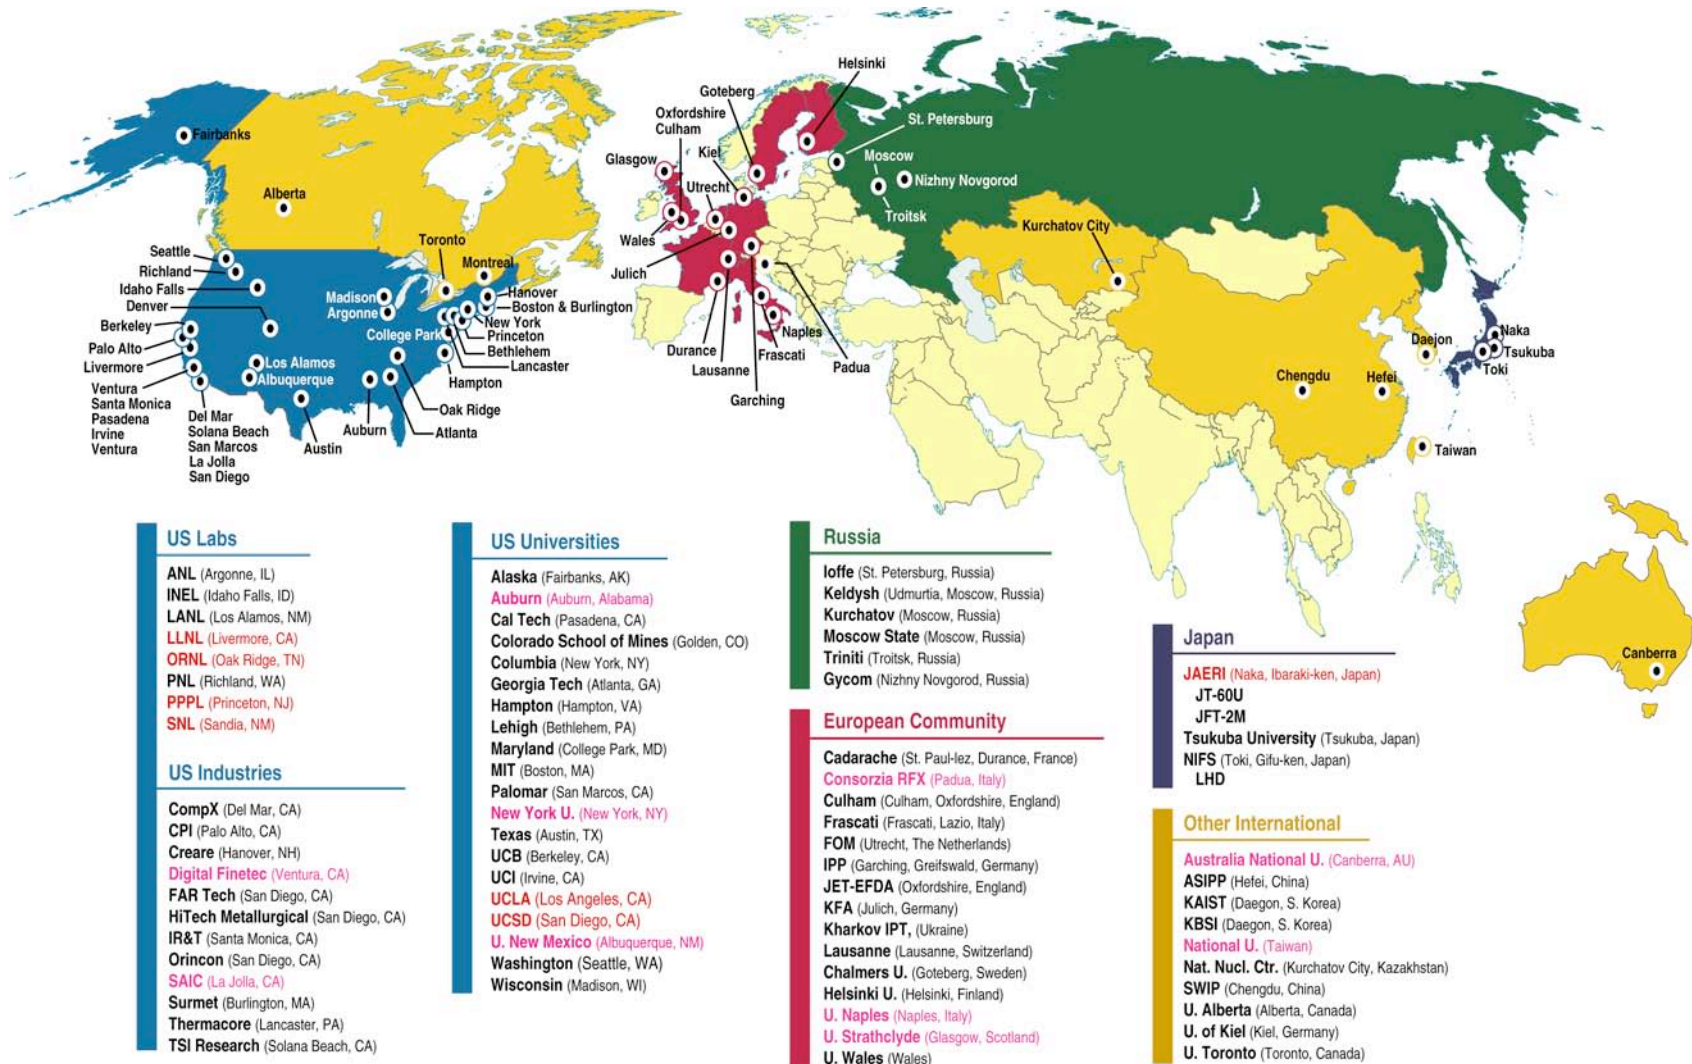 Helsinki
Goteberg
Oxfordshire
Culham
St. Petersburg
Fairbanks
Glasgow
Kiel
Moscow
Nizhny Novgorod
Utrecht
Alberta
Troitsk
Kurchatov City
Wales
Toronto
Seattle
Montreal
Julich
Richland
Idaho Falls
Madison
Hanover
Denver
Argonne
Boston & Burlington
New York
Berkeley
College Park
Princeton
Naples
Naka
Daejon
Palo Alto
Bethlehem
Durance
Frascati
Tsukuba
Livermore
Los Alamos
Lancaster
Lausanne
Padua
Toki
Albuquerque
Hampton
Chengdu
Hefei
Ventura
Santa Monica
Pasadena
Irvine
Ventura
Garching
Del Mar
Solana Beach
San Marcos
La Jolla
San Diego
Oak Ridge
Auburn
Atlanta
Austin
Taiwan
Canberra
US Labs
ANL (Argonne, IL)
INEL (Idaho Falls, ID)
LANL (Los Alamos, NM)
LLNL (Livermore, CA)
ORNL (Oak Ridge, TN)
PNL (Richland, WA)
PPPL (Princeton, NJ)
SNL (Sandia, NM)
US Industries
CompX (Del Mar, CA)
CPI (Palo Alto, CA)
Creare (Hanover, NH)
Digital Finetec (Ventura, CA)
FAR Tech (San Diego, CA)
HiTech Metallurgical (San Diego, CA)
IR&T (Santa Monica, CA)
Orincon (San Diego, CA)
SAIC (La Jolla, CA)
Surmet (Burlington, MA)
Thermacore (Lancaster, PA)
TSI Research (Solana Beach, CA)
US Universities
Alaska (Fairbanks, AK)
Auburn (Auburn, Alabama)
Cal Tech (Pasadena, CA)
Colorado School of Mines (Golden, CO)
Columbia (New York, NY)
Georgia Tech (Atlanta, GA)
Hampton (Hampton, VA)
Lehigh (Bethlehem, PA)
Maryland (College Park, MD)
MIT (Boston, MA)
Palomar (San Marcos, CA)
New York U. (New York, NY)
Texas (Austin, TX)
UCB (Berkeley, CA)
UCI (Irvine, CA)
UCLA (Los Angeles, CA)
UCSD (San Diego, CA)
U. New Mexico (Albuquerque, NM)
Washington (Seattle, WA)
Wisconsin (Madison, WI)
Russia
Ioffe (St. Petersburg, Russia)
Keldysh (Udmurtia, Moscow, Russia)
Kurchatov (Moscow, Russia)
Moscow State (Moscow, Russia)
Triniti (Troitsk, Russia)
Gycom (Nizhny Novgorod, Russia)
European Community
Cadarache (St. Paul-lez, Durance, France)
Consorzia RFX (Padua, Italy)
Culham (Culham, Oxfordshire, England)
Frascati (Frascati, Lazio, Italy)
FOM (Utrecht, The Netherlands)
IPP (Garching, Greifswald, Germany)
JET-EFDA (Oxfordshire, England)
KFA (Julich, Germany)
Kharkov IPT, (Ukraine)
Lausanne (Lausanne, Switzerland)
Chalmers U. (Goteberg, Sweden)
Helsinki U. (Helsinki, Finland)
U. Naples (Naples, Italy)
U. Strathclyde (Glasgow, Scotland)
U. Wales (Wales)
Japan
JAERI (Naka, Ibaraki-ken, Japan)
JT-60U
JFT-2M
Tsukuba University (Tsukuba, Japan)
NIFS (Toki, Gifu-ken, Japan)
LHD
Other International
Australia National U. (Canberra, AU)
ASIPP (Hefei, China)
KAIST (Daegon, S. Korea)
KBSI (Daegon, S. Korea)
National U. (Taiwan)
Nat. Nucl. Ctr. (Kurchatov City, Kazakhstan)
SWIP (Chengdu, China)
U. Alberta (Alberta, Canada)
U. of Kiel (Kiel, Germany)
U. Toronto (Toronto, Canada)